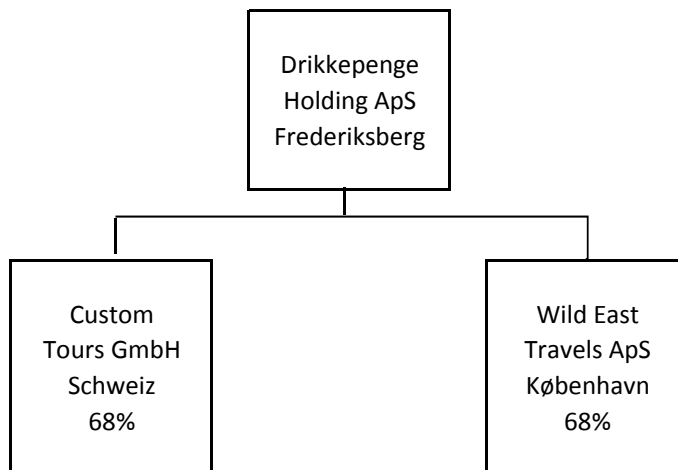 Drikkepenge
Holding ApS
Frederiksberg
Custom
Tours GmbH
Schweiz
68%
Wild East
Travels ApS
København
68%